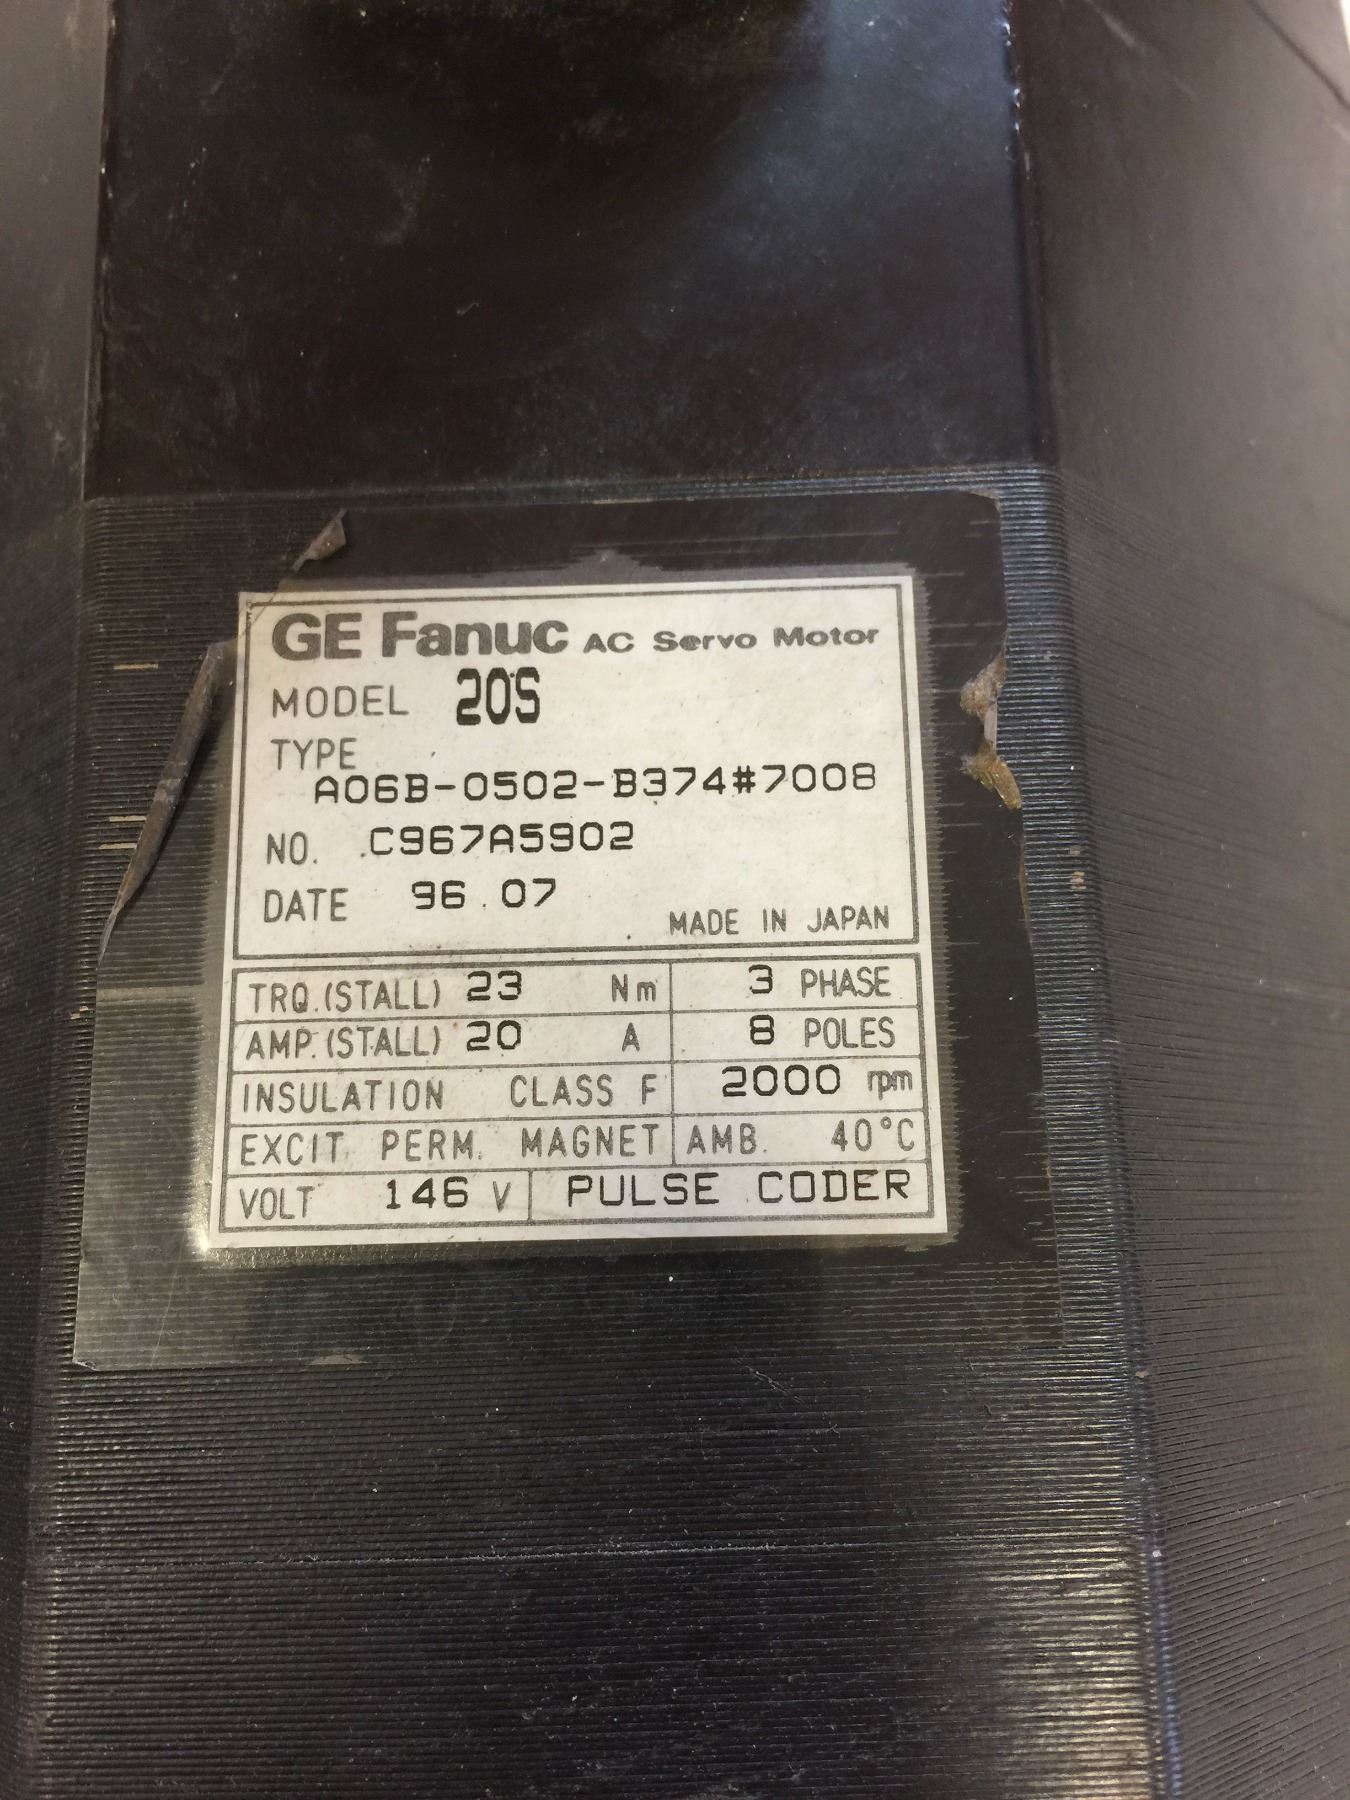 GE Fanuc AC Servo Motor
MODEL 20S
TYPE
A06B-0502-B374#7008
NO. C967A5902
DATE 96.07
MADE IN JAPAN
TRQ.(STALL) 23 Nm 3 PHASE
AMP.(STALL) 20 A 8 POLES
INSULATION CLASS F 2000 rpm
EXCIT. PERM. MAGNET AMB. 40°C
VOLT 146 V PULSE CODER